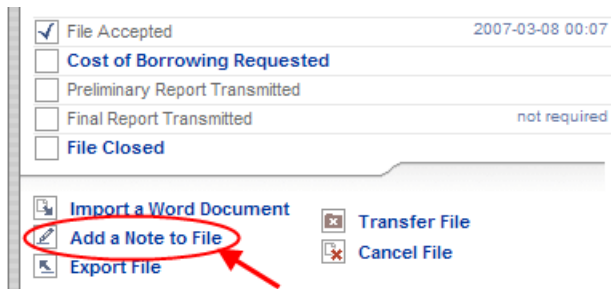 File Accepted 2007-03-08 00:07
Cost of Borrowing Requested
Preliminary Report Transmitted
Final Report Transmitted not required
File Closed
Import a Word Document
Add a Note to File
Export File
Transfer File
Cancel File